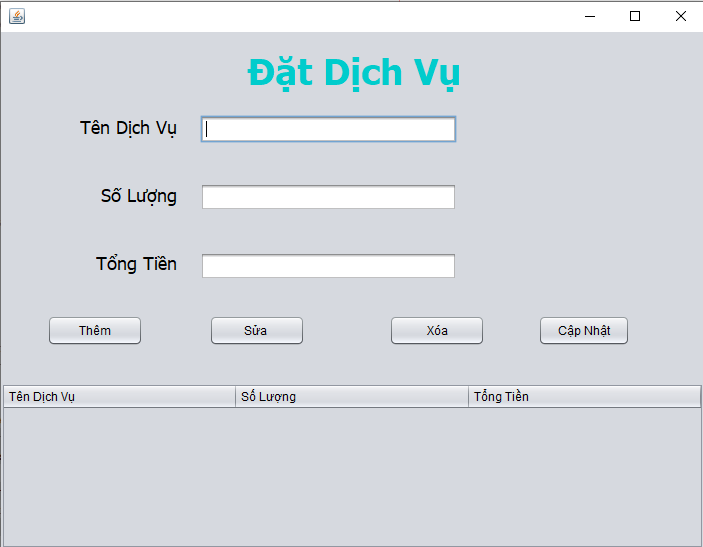 Đặt Dịch Vụ
Tên Dịch Vụ
Số Lượng
Tổng Tiền
Thêm Sửa Xóa Cập Nhật
Tên Dịch Vụ Số Lượng Tổng Tiền